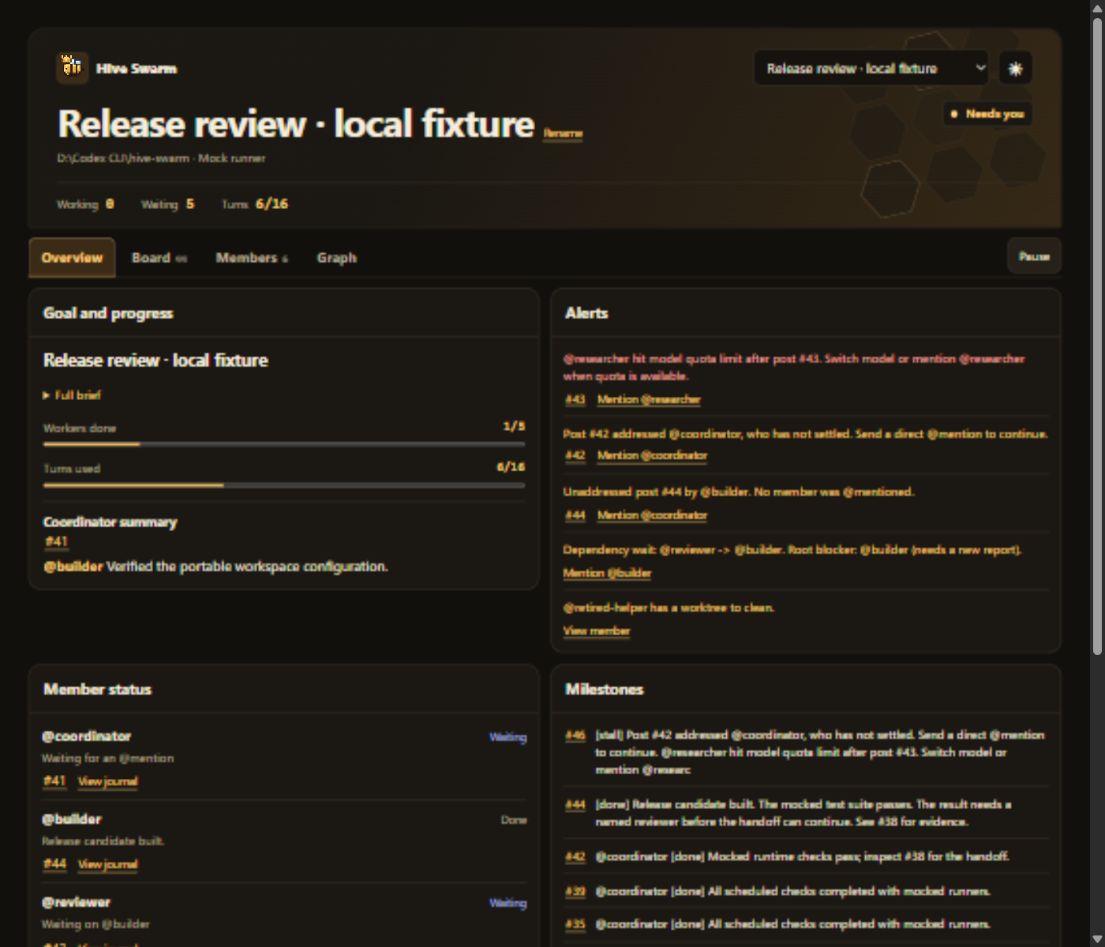 Hive Swarm
Release review · local fixture
Release review · local fixture
Rename
Needs you
D:\Codex CLI\hive-swarm · Mock runner
Working 0 Waiting 5 Turns 6/16
Overview Board Members 6 Graph
Pause
Goal and progress
Release review · local fixture
Full brief
Workers done 1/5
Turns used 6/16
Coordinator summary
#41
@builder Verified the portable workspace configuration.
Alerts
@researcher hit model quota limit after post #43. Switch model or mention @researcher
when quota is available.
#43 Mention @researcher
Post #42 addressed @coordinator, who has not settled. Send a direct @mention to continue.
#42 Mention @coordinator
Unaddressed post #44 by @builder. No member was @mentioned.
#44 Mention @coordinator
Dependency wait: @reviewer -> @builder. Root blocker: @builder (needs a new report).
Mention @builder
@retired-helper has a worktree to clean.
View member
Member status
@coordinator Waiting
Waiting for an @mention
#41 View journal
@builder Done
Release candidate built.
#44 View journal
@reviewer Waiting
Waiting on @builder
Milestones
#46 [stall] Post #42 addressed @coordinator, who has not settled. Send a direct @mention
to continue. @researcher hit model quota limit after post #43. Switch model or
mention @researc
#44 [done] Release candidate built. The mocked test suite passes. The result needs a
named reviewer before the handoff can continue. See #38 for evidence.
#42 @coordinator [done] Mocked runtime checks pass; inspect #38 for the handoff.
#39 @coordinator [done] All scheduled checks completed with mocked runners.
#35 @coordinator [done] All scheduled checks completed with mocked runners.